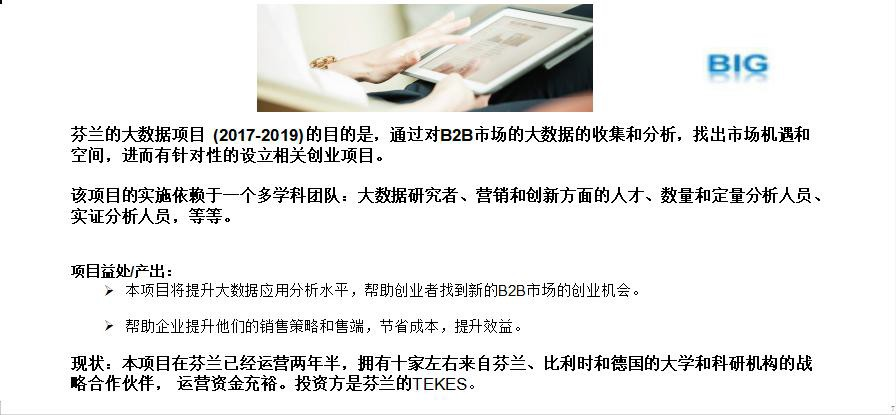 BIG
芬兰的大数据项目 (2017-2019)的目的是，通过对B2B市场的大数据的收集和分析，找出市场机遇和
空间，进而有针对性的设立相关创业项目。
该项目的实施依赖于一个多学科团队：大数据研究者、营销和创新方面的人才、数量和定量分析人员、
实证分析人员，等等。
项目益处/产出：
➢ 本项目将提升大数据应用分析水平，帮助创业者找到新的B2B市场的创业机会。
➢ 帮助企业提升他们的销售策略和售端，节省成本，提升效益。
现状：本项目在芬兰已经运营两年半，拥有十家左右来自芬兰、比利时和德国的大学和科研机构的战
略合作伙伴， 运营资金充裕。投资方是芬兰的TEKES。